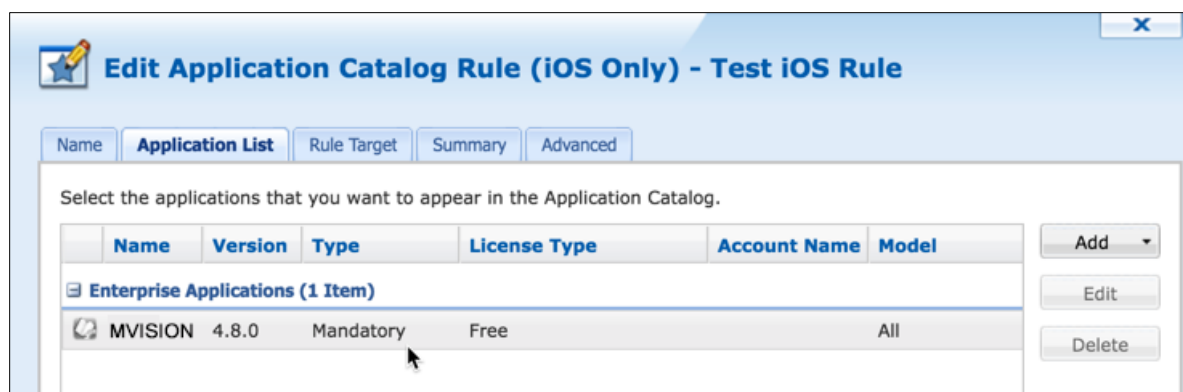 X
Edit Application Catalog Rule (iOS Only) - Test iOS Rule
Name Application List Rule Target Summary Advanced
Select the applications that you want to appear in the Application Catalog.
Name Version Type License Type Account Name Model
Add
Enterprise Applications (1 Item)
Edit
MVISION 4.8.0 Mandatory Free All
Delete